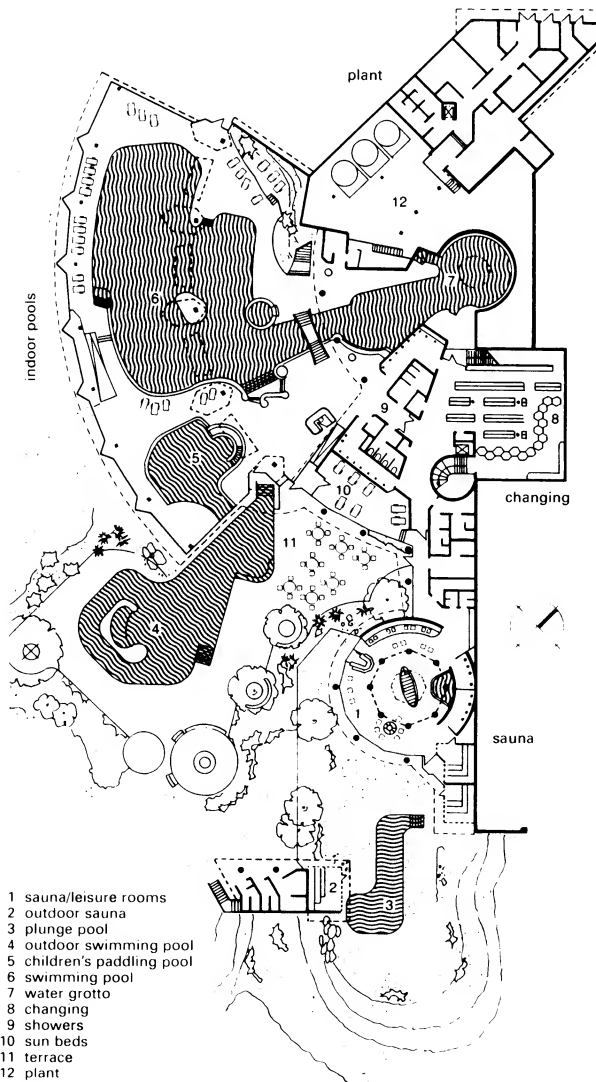 plant
12
7
6
indoor pools
9
8
5
10
changing
11
4
1
sauna
2
3
1 sauna/leisure rooms
2 outdoor sauna
3 plunge pool
4 outdoor swimming pool
5 children's paddling pool
6 swimming pool
7 water grotto
8 changing
9 showers
10 sun beds
11 terrace
12 plant